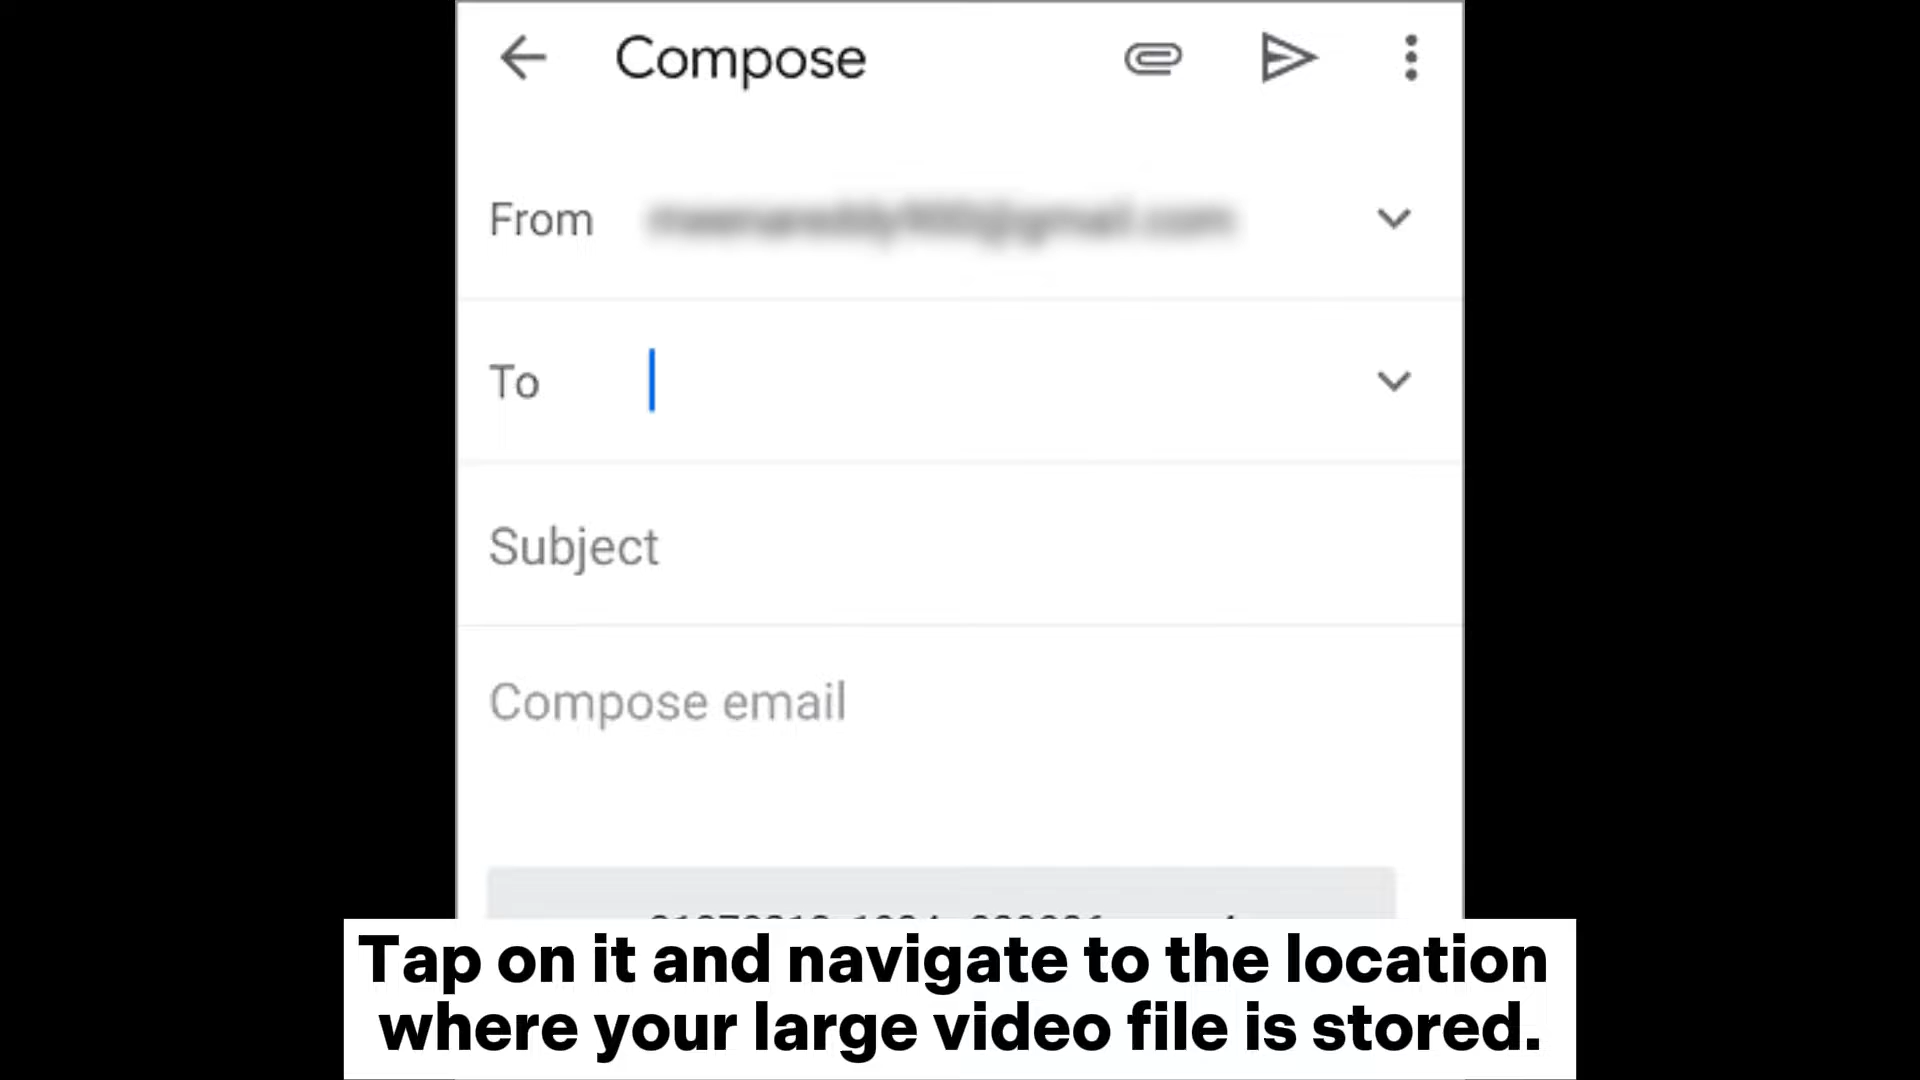 Compose
From
To
Subject
Compose email
Tap on it and navigate to the location
where your large video file is stored.